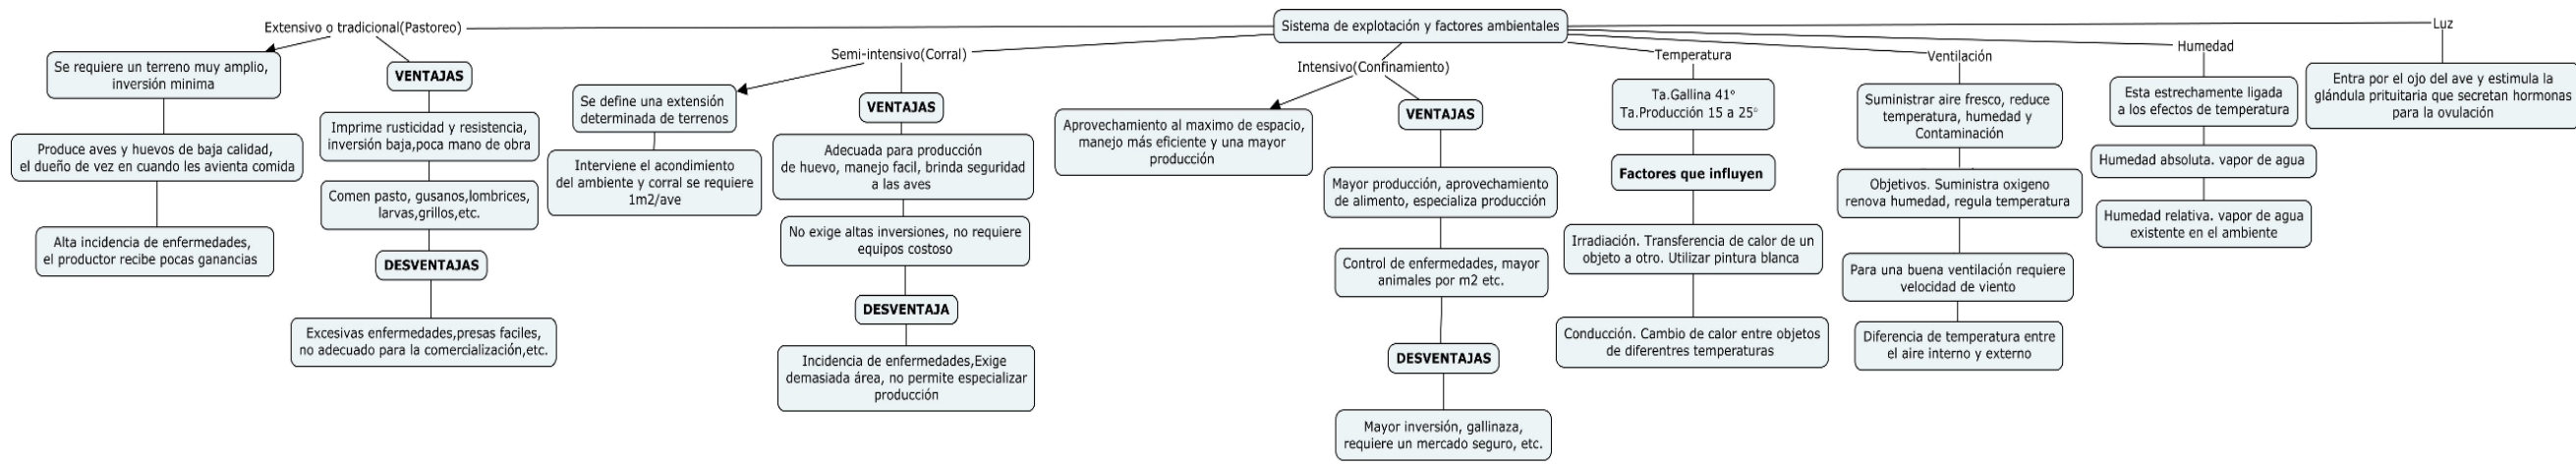 Sistema de explotación y factores ambientales
Extensivo o tradicional(Pastoreo)
Se requiere un terreno muy amplio,
inversión minima
Produce aves y huevos de baja calidad,
el dueño de vez en cuando les avienta comida
Alta incidencia de enfermedades,
el productor recibe pocas ganancias
VENTAJAS
Imprime rusticidad y resistencia,
inversión baja,poca mano de obra
Comen pasto, gusanos,lombrices,
larvas,grillos,etc.
DESVENTAJAS
Excesivas enfermedades,presas faciles,
no adecuado para la comercialización,etc.
Semi-intensivo(Corral)
Se define una extensión
determinada de terrenos
Interviene el acondimiento
del ambiente y corral se requiere
1m2/ave
VENTAJAS
Adecuada para producción
de huevo, manejo facil, brinda seguridad
a las aves
No exige altas inversiones, no requiere
equipos costoso
DESVENTAJA
Incidencia de enfermedades,Exige
demasiada área, no permite especializar
producción
Intensivo(Confinamiento)
Aprovechamiento al maximo de espacio,
manejo más eficiente y una mayor
producción
VENTAJAS
Mayor producción, aprovechamiento
de alimento, especializa producción
Control de enfermedades, mayor
animales por m2 etc.
DESVENTAJAS
Mayor inversión, gallinaza,
requiere un mercado seguro, etc.
Temperatura
Ta.Gallina 41°
Ta.Producción 15 a 25°
Factores que influyen
Irradiación. Transferencia de calor de un
objeto a otro. Utilizar pintura blanca
Conducción. Cambio de calor entre objetos
de diferentres temperaturas
Ventilación
Suministrar aire fresco, reduce
temperatura, humedad y
Contaminación
Objetivos. Suministra oxigeno
renova humedad, regula temperatura
Para una buena ventilación requiere
velocidad de viento
Diferencia de temperatura entre
el aire interno y externo
Humedad
Esta estrechamente ligada
a los efectos de temperatura
Humedad absoluta. vapor de agua
Humedad relativa. vapor de agua
existente en el ambiente
Luz
Entra por el ojo del ave y estimula la
glándula prituitaria que secretan hormonas
para la ovulación